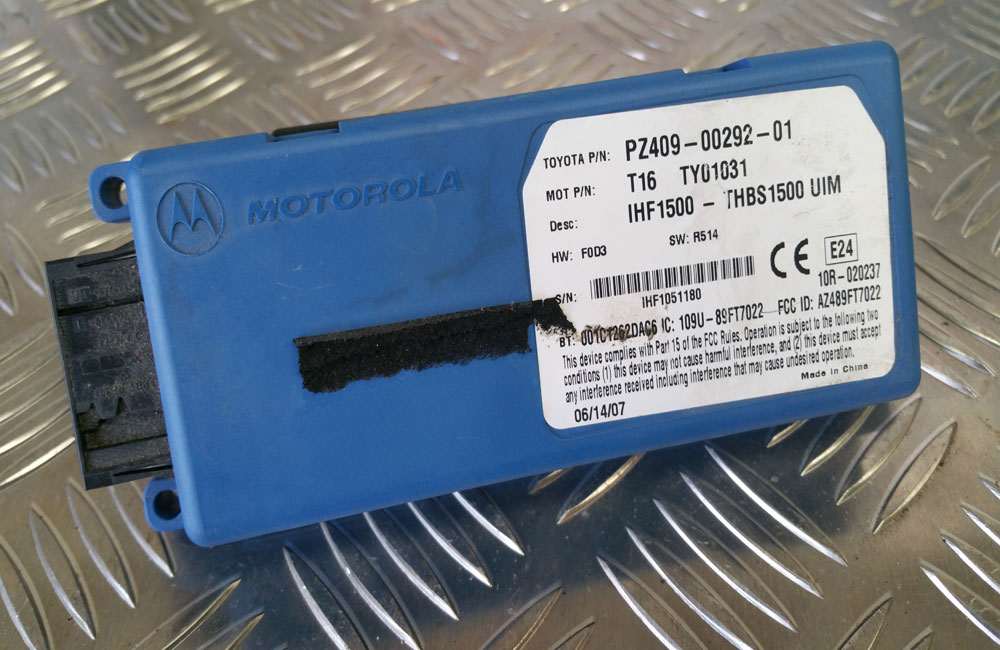 MOTOROLA
TOYOTA P/N: PZ409-00292-01
MOT P/N: T16 TY01031
Desc: IHF1500 - THBS1500 UIM
HW: F0D3 SW: R514
S/N:
IHF1051180
E24
10R-020237
BT: 001C1262DAC6 IC: 109U-89FT7022 FCC ID: AZ489FT7022
This device complies with Part 15 of the FCC Rules. Operation is subject to the following two
conditions (1) this device may not cause harmful interference, and (2) this device must accept
any interference received including interference that may cause undesired operation.
Made in China
06/14/07